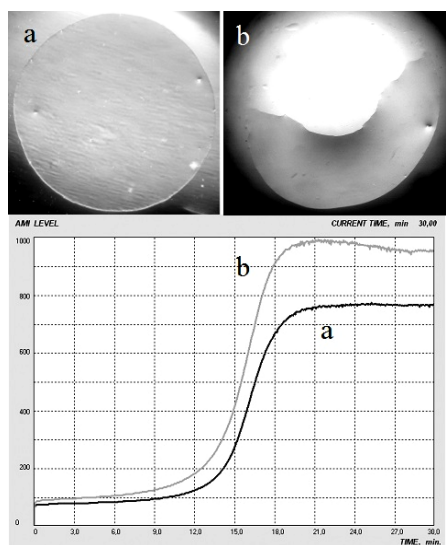 a
b
AMI LEVEL
CURRENT TIME, min 30,00
1000
800
600
400
200
0
b
a
0 3,0 6,0 9,0 12,0 15,0 18,0 21,0 24,0 27,0 30,0
TIME, min.